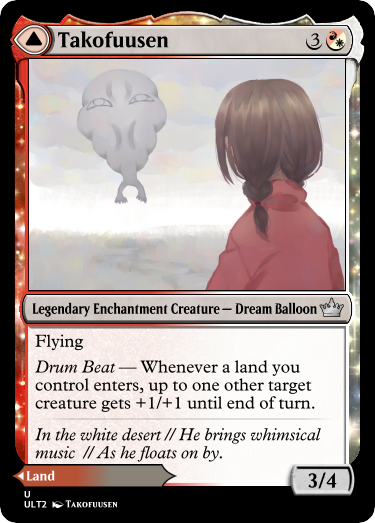 Takofuusen 3
Legendary Enchantment Creature — Dream Balloon
Flying
Drum Beat — Whenever a land you
control enters, up to one other target
creature gets +1/+1 until end of turn.
In the white desert // He brings whimsical
music // As he floats on by.
Land
3/4
U
ULT2 Takofuusen